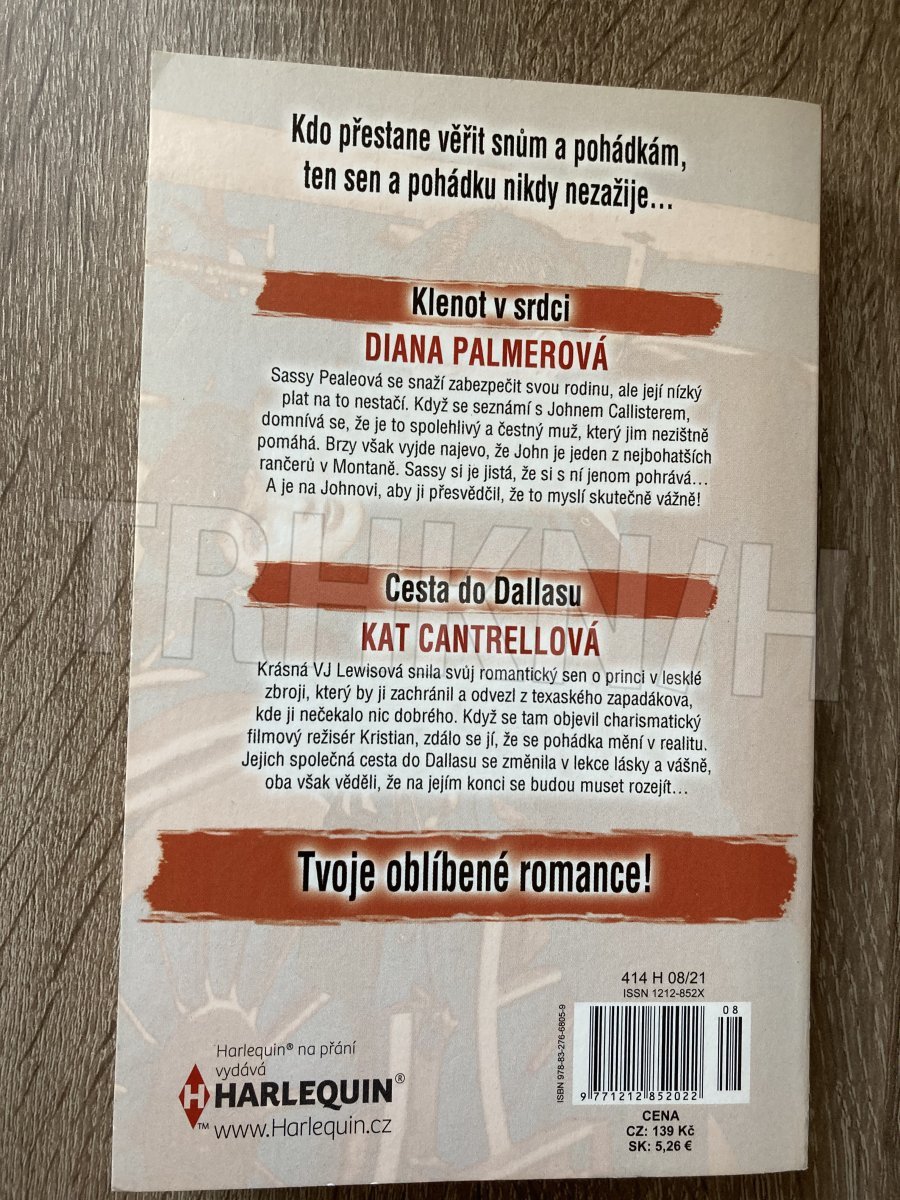 Kdo přestane věřit snům a pohádkám,
ten sen a pohádku nikdy nezažije...
Klenot v srdci
DIANA PALMEROVÁ
Sassy Pealeová se snaží zabezpečit svou rodinu, ale její nízký
plat na to nestačí. Když se seznámí s Johnem Callisterem,
domnívá se, že je to spolehlivý a čestný muž, který jim nezištně
pomáhá. Brzy však vyjde najevo, že John je jeden z nejbohatších
rančerů v Montaně. Sassy si je jistá, že si s ní jenom pohrává...
A je na Johnovi, aby ji přesvědčil, že to myslí skutečně vážně!
TRHKNIH
Cesta do Dallasu
KAT CANTRELLOVÁ
Krásná VJ Lewisová snila svůj romantický sen o princi v lesklé
zbroji, který by ji zachránil a odvezl z texaského zapadákova,
kde ji nečekalo nic dobrého. Když se tam objevil charismatický
filmový režisér Kristian, zdálo se jí, že se pohádka mění v realitu.
Jejich společná cesta do Dallasu se změnila v lekce lásky a vášně,
oba však věděli, že na jejím konci se budou muset rozejít...
Tvoje oblíbené romance!
414 H 08/21
ISSN 1212-852X
08
ISBN 978-83-276-6805-9
9 771212 852022
CENA
CZ: 139 Kč
SK: 5,26 €
Harlequin® na přání
vydává
H HARLEQUIN®
™ www.Harlequin.cz